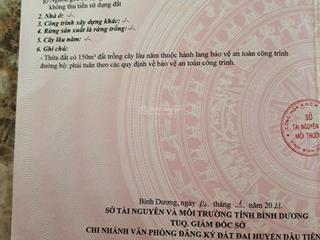 không thu tiền sử dụng đất
2. Nhà ở: -/-.
3. Công trình xây dựng khác: -/-.
4. Rừng sản xuất là rừng trồng: -/-.
5. Cây lâu năm: -/-.
6. Ghi chú:
- Thửa đất có 150m² đất trồng cây lâu năm thuộc hành lang bảo vệ an toàn công trình
đường bộ: phải tuân theo các quy định về bảo vệ an toàn công trình.
SỞ
TÀI NGUYÊN
MÔI TRƯỜNG
Bình Dương, ngày tháng năm
SỞ TÀI NGUYÊN VÀ MÔI TRƯỜNG TỈNH BÌNH DƯƠNG
TUQ. GIÁM ĐỐC SỞ
CHI NHÁNH VĂN PHÒNG ĐĂNG KÝ ĐẤT ĐAI HUYỆN DẦU TIẾNG